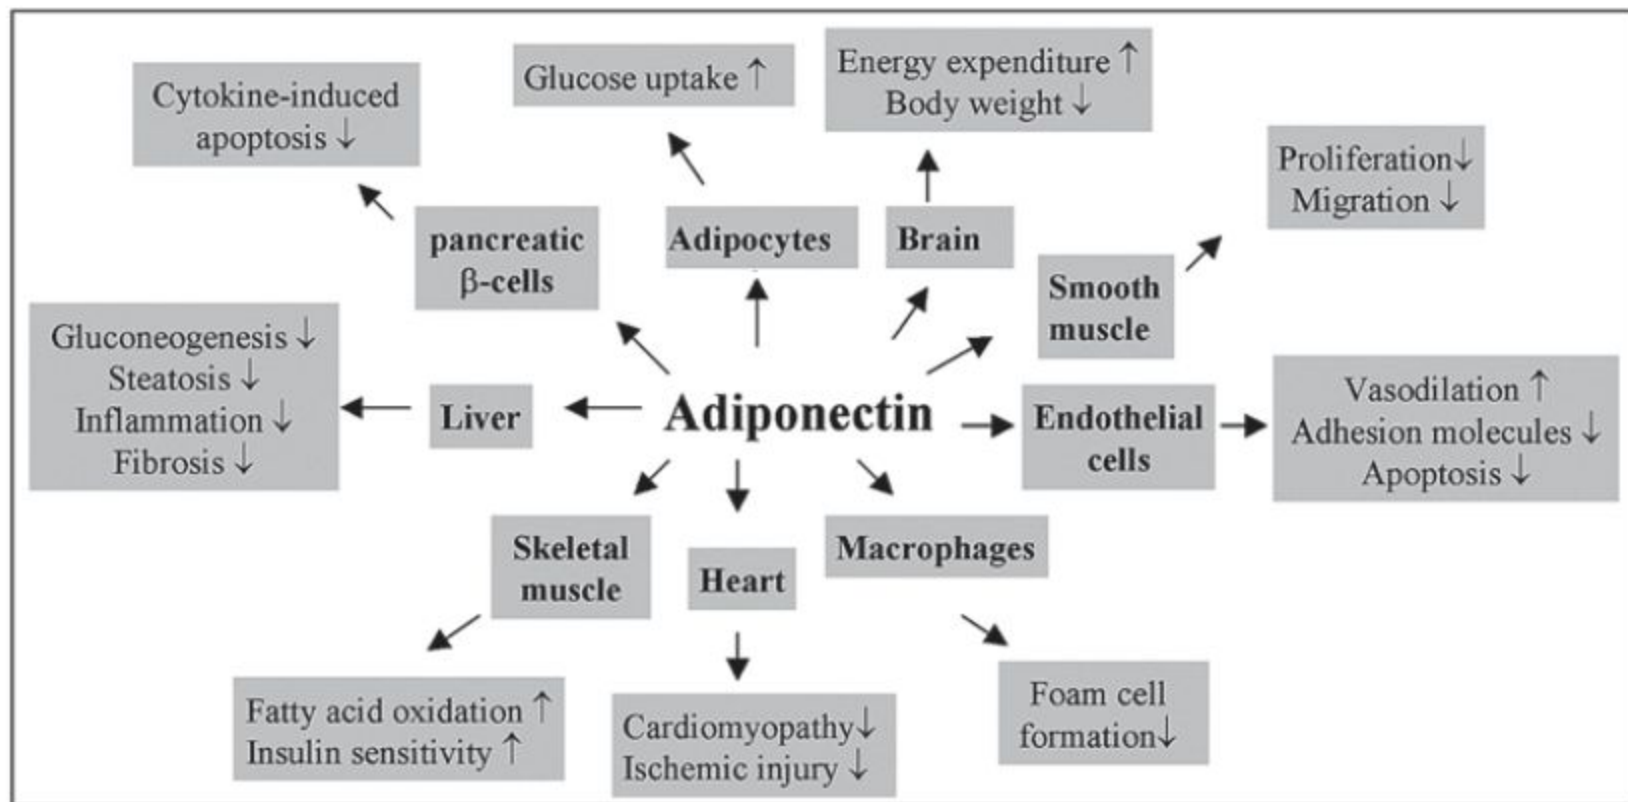 Glucose uptake ↑
Energy expenditure ↑
Body weight ↓
Cytokine-induced
apoptosis ↓
Proliferation↓
Migration ↓
pancreatic
β-cells
Adipocytes
Brain
Smooth
muscle
Gluconeogenesis ↓
Steatosis ↓
Inflammation ↓
Fibrosis ↓
Liver
Adiponectin
Endothelial
cells
Vasodilation ↑
Adhesion molecules ↓
Apoptosis ↓
Skeletal
muscle
Heart
Macrophages
Fatty acid oxidation ↑
Insulin sensitivity ↑
Cardiomyopathy↓
Ischemic injury ↓
Foam cell
formation↓